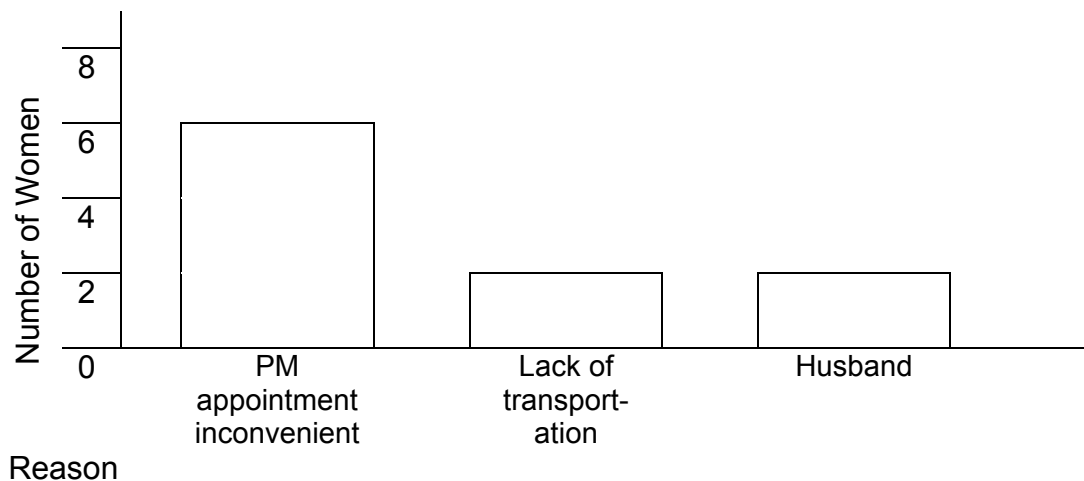 Number of Women
8
6
4
2
0
PM
appointment
inconvenient
Lack of
transport-
ation
Husband
Reason